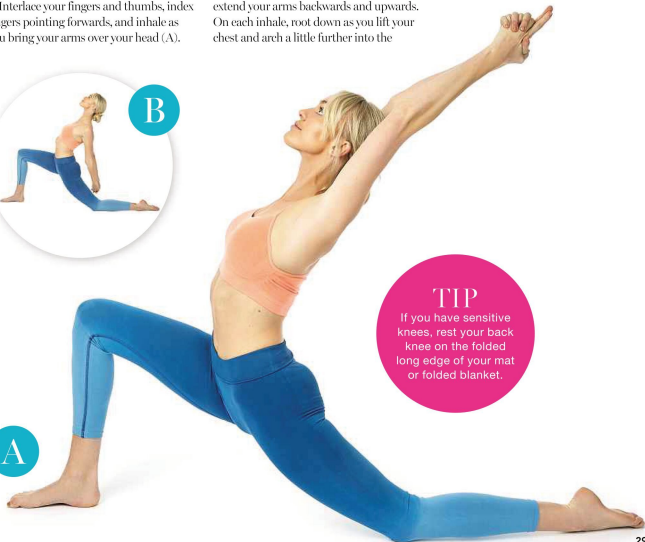 Interlace your fingers and thumbs, index
gers pointing forwards, and inhale as
u bring your arms over your head (A).
extend your arms backwards and upwards.
On each inhale, root down as you lift your
chest and arch a little further into the
B
TIP
If you have sensitive
knees, rest your back
knee on the folded
long edge of your mat
or folded blanket.
A
29